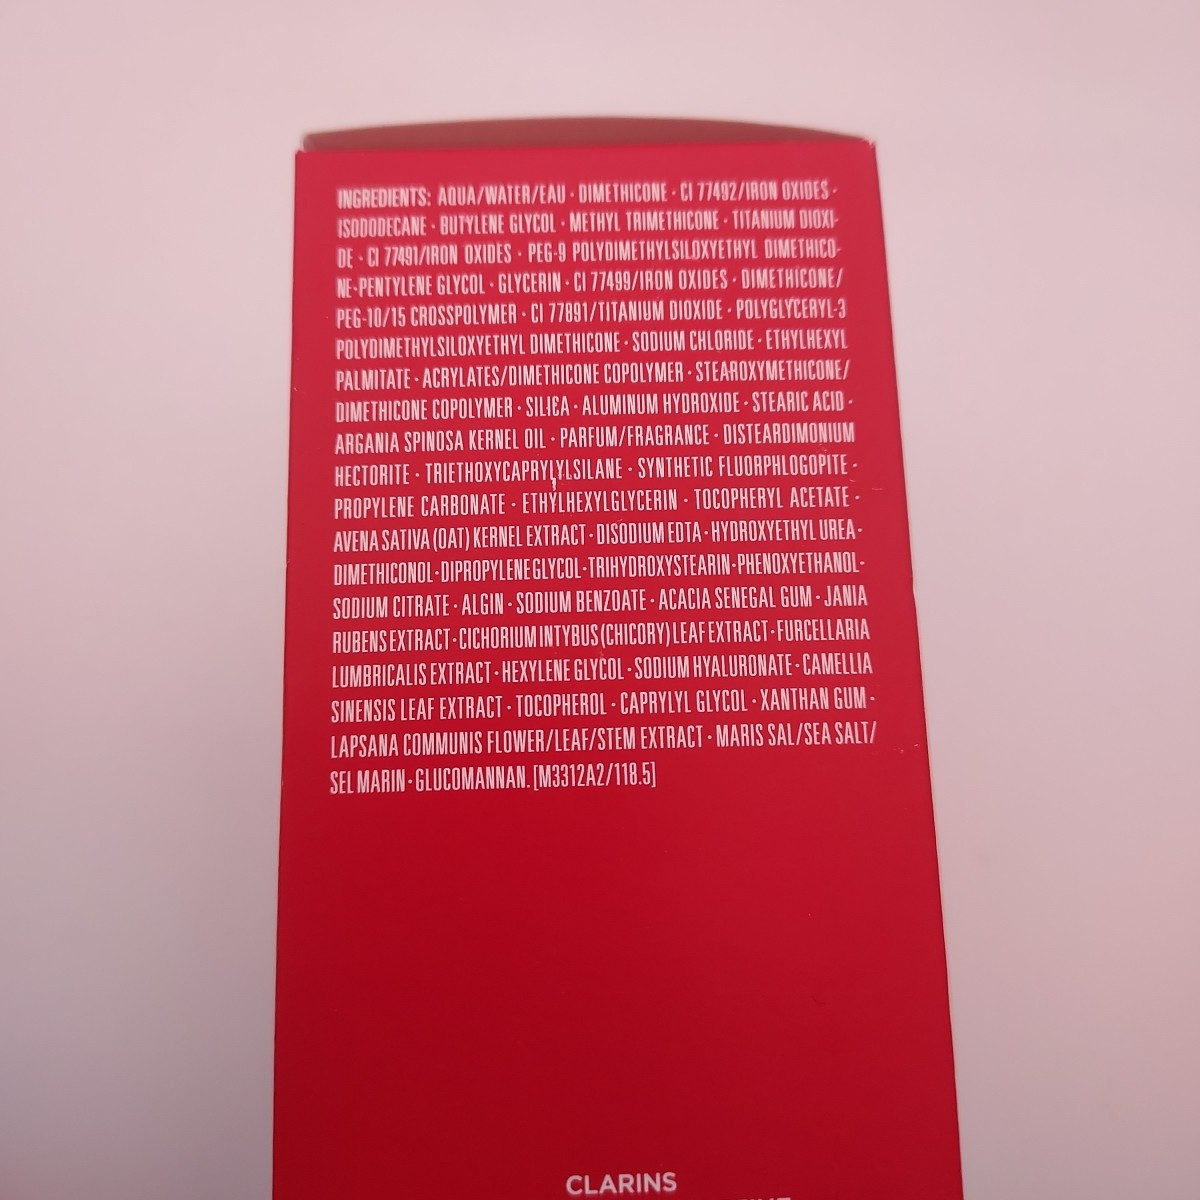 INGREDIENTS: AQUA/WATER/EAU · DIMETHICONE · CI 77492/IRON OXIDES ·
ISODODECANE · BUTYLENE GLYCOL · METHYL TRIMETHICONE · TITANIUM DIOXI-
DE · CI 77491/IRON OXIDES · PEG-9 POLYDIMETHYLSILOXYETHYL DIMETHICO-
NE·PENTYLENE GLYCOL · GLYCERIN · CI 77499/IRON OXIDES · DIMETHICONE/
PEG-10/15 CROSSPOLYMER · CI 77891/TITANIUM DIOXIDE · POLYGLYCERYL-3
POLYDIMETHYLSILOXYETHYL DIMETHICONE · SODIUM CHLORIDE · ETHYLHEXYL
PALMITATE · ACRYLATES/DIMETHICONE COPOLYMER · STEAROXYMETHICONE/
DIMETHICONE COPOLYMER · SILICA · ALUMINUM HYDROXIDE · STEARIC ACID ·
ARGANIA SPINOSA KERNEL OIL · PARFUM/FRAGRANCE · DISTEARDIMONIUM
HECTORITE · TRIETHOXYCAPRYLYLSILANE · SYNTHETIC FLUORPHLOGOPITE ·
PROPYLENE CARBONATE · ETHYLHEXYLGLYCERIN · TOCOPHERYL ACETATE ·
AVENA SATIVA (OAT) KERNEL EXTRACT · DISODIUM EDTA · HYDROXYETHYL UREA·
DIMETHICONOL·DIPROPYLENE GLYCOL·TRIHYDROXYSTEARIN·PHENOXYETHANOL·
SODIUM CITRATE · ALGIN · SODIUM BENZOATE · ACACIA SENEGAL GUM · JANIA
RUBENS EXTRACT · CICHORIUM INTYBUS (CHICORY) LEAF EXTRACT · FURCELLARIA
LUMBRICALIS EXTRACT · HEXYLENE GLYCOL · SODIUM HYALURONATE · CAMELLIA
SINENSIS LEAF EXTRACT · TOCOPHEROL · CAPRYLYL GLYCOL · XANTHAN GUM ·
LAPSANA COMMUNIS FLOWER/LEAF/STEM EXTRACT · MARIS SAL/SEA SALT/
SEL MARIN · GLUCOMANNAN. [M3312A2/118.5]
CLARINS